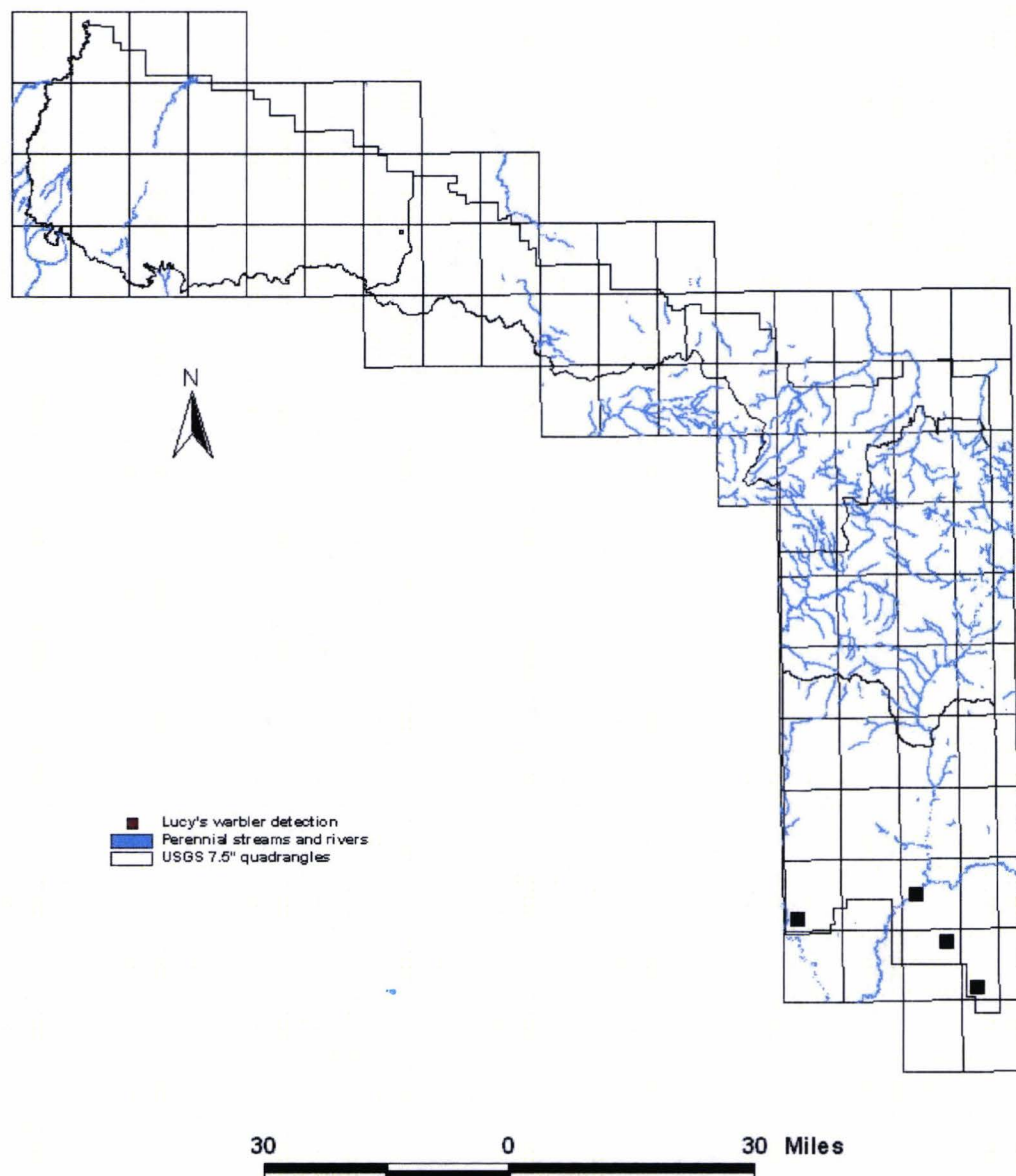 N
Lucy's warbler detection
Perennial streams and rivers
USGS 7.5" quadrangles
30 0 30 Miles